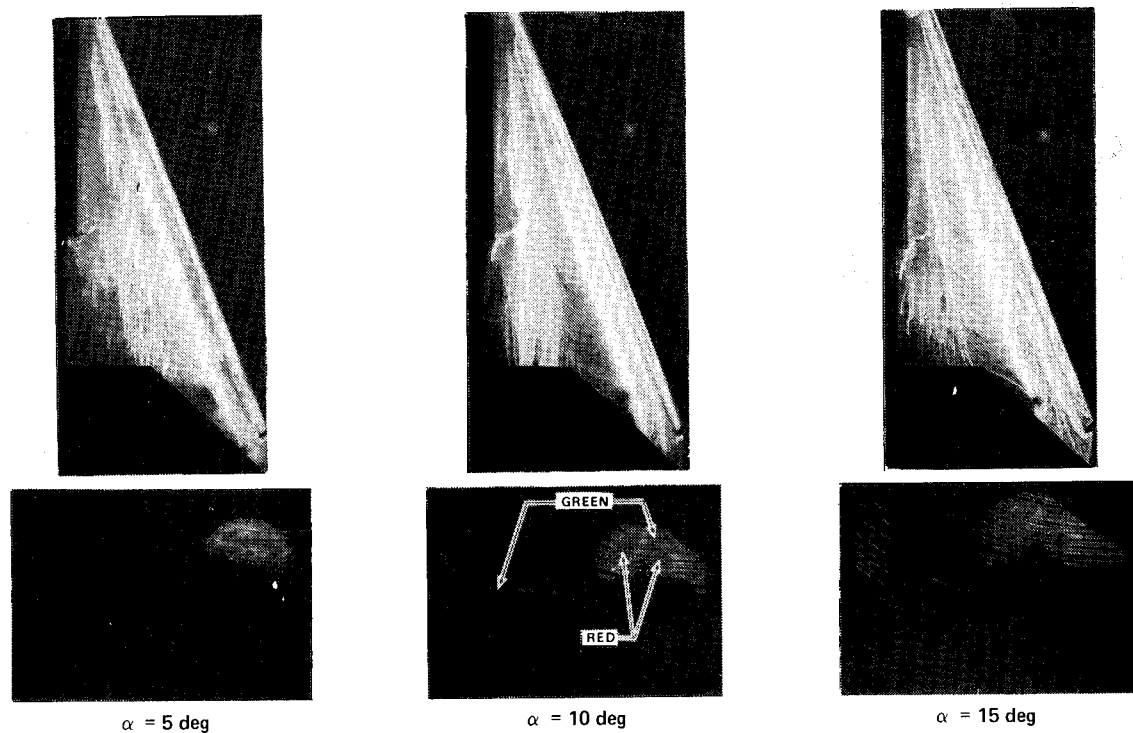 GREEN
RED
α = 5 deg
α = 10 deg
α = 15 deg